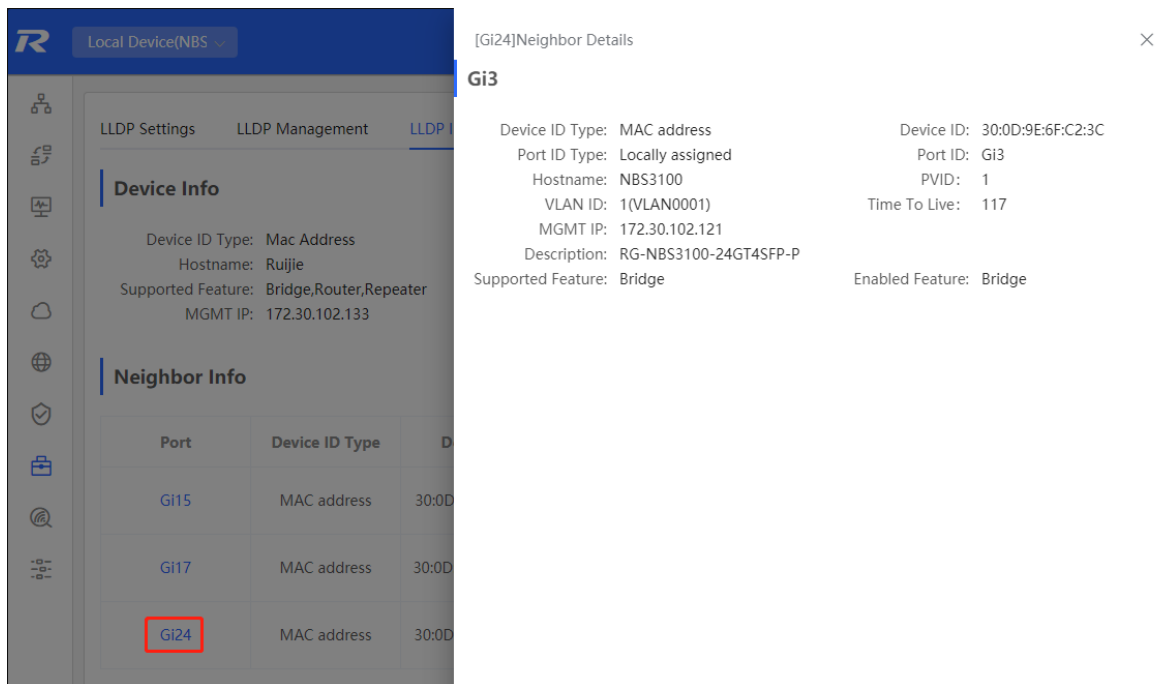 Local Device(NBS
LLDP Settings LLDP Management LLDP I
Device Info
Device ID Type: Mac Address
Hostname: Ruijie
Supported Feature: Bridge,Router,Repeater
MGMT IP: 172.30.102.133
Neighbor Info
Port Device ID Type D
Gi15 MAC address 30:0D
Gi17 MAC address 30:0D
Gi24 MAC address 30:0D
[Gi24]Neighbor Details
Gi3
Device ID Type: MAC address Device ID: 30:0D:9E:6F:C2:3C
Port ID Type: Locally assigned Port ID: Gi3
Hostname: NBS3100 PVID: 1
VLAN ID: 1(VLAN0001) Time To Live: 117
MGMT IP: 172.30.102.121
Description: RG-NBS3100-24GT4SFP-P
Supported Feature: Bridge Enabled Feature: Bridge